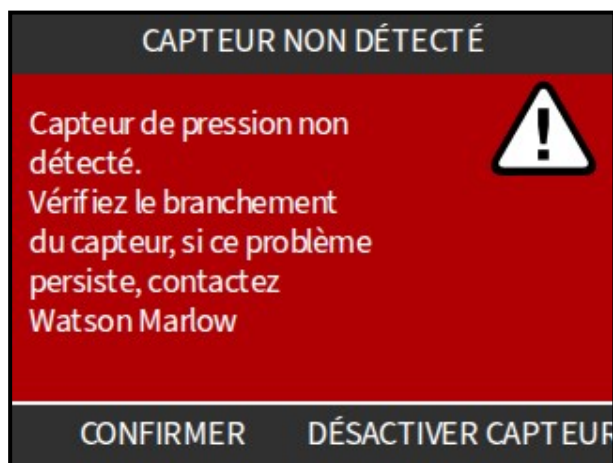 CAPTEUR NON DÉTECTÉ
Capteur de pression non
détecté.
Vérifiez le branchement
du capteur, si ce problème
persiste, contactez
Watson Marlow
CONFIRMER DÉSACTIVER CAPTEUR